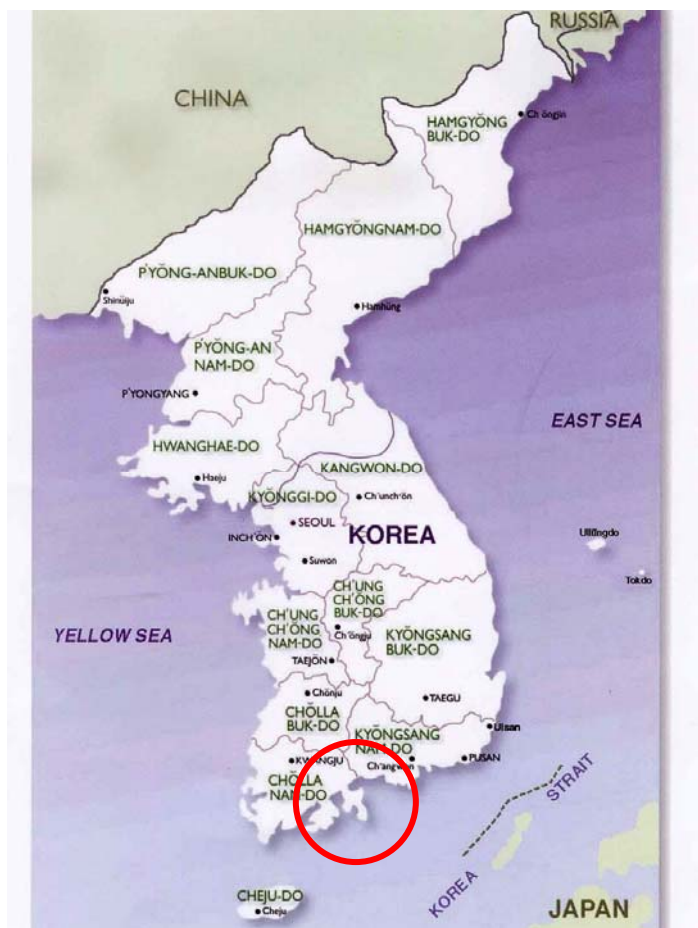 RUSSIA
CHINA
HAMGYŎNG
BUK-DO
Ch ŏngjin
HAMGYŎNGNAM-DO
P'YŎNG-ANBUK-DO
Shinŭiju
Hamhŭng
P'YŎNG-AN
NAM-DO
P'YONGYANG
EAST SEA
HWANGHAE-DO
Haeju
KANGWON-DO
KYŎNGGI-DO
Ch'unch'ŏn
SEOUL
INCH'ŎN
KOREA
Ullŭngdo
Suwon
Tokdo
CH'UNG
CH'ŎNG
BUK-DO
CH'UNG
CH'ŎNG
NAM-DO
Ch'ŏngju
YELLOW SEA
KYŎNGSANG
BUK-DO
TAEJŎN
Chŏnju
TAEGU
CHŎLLA
BUK-DO
Ulsan
KYŎNGSANG
NAM-DO
KWANGJU
Ch'angwon
PUSAN
CHŎLLA
NAM-DO
KOREA
STRAIT
CHEJU-DO
Cheju
JAPAN